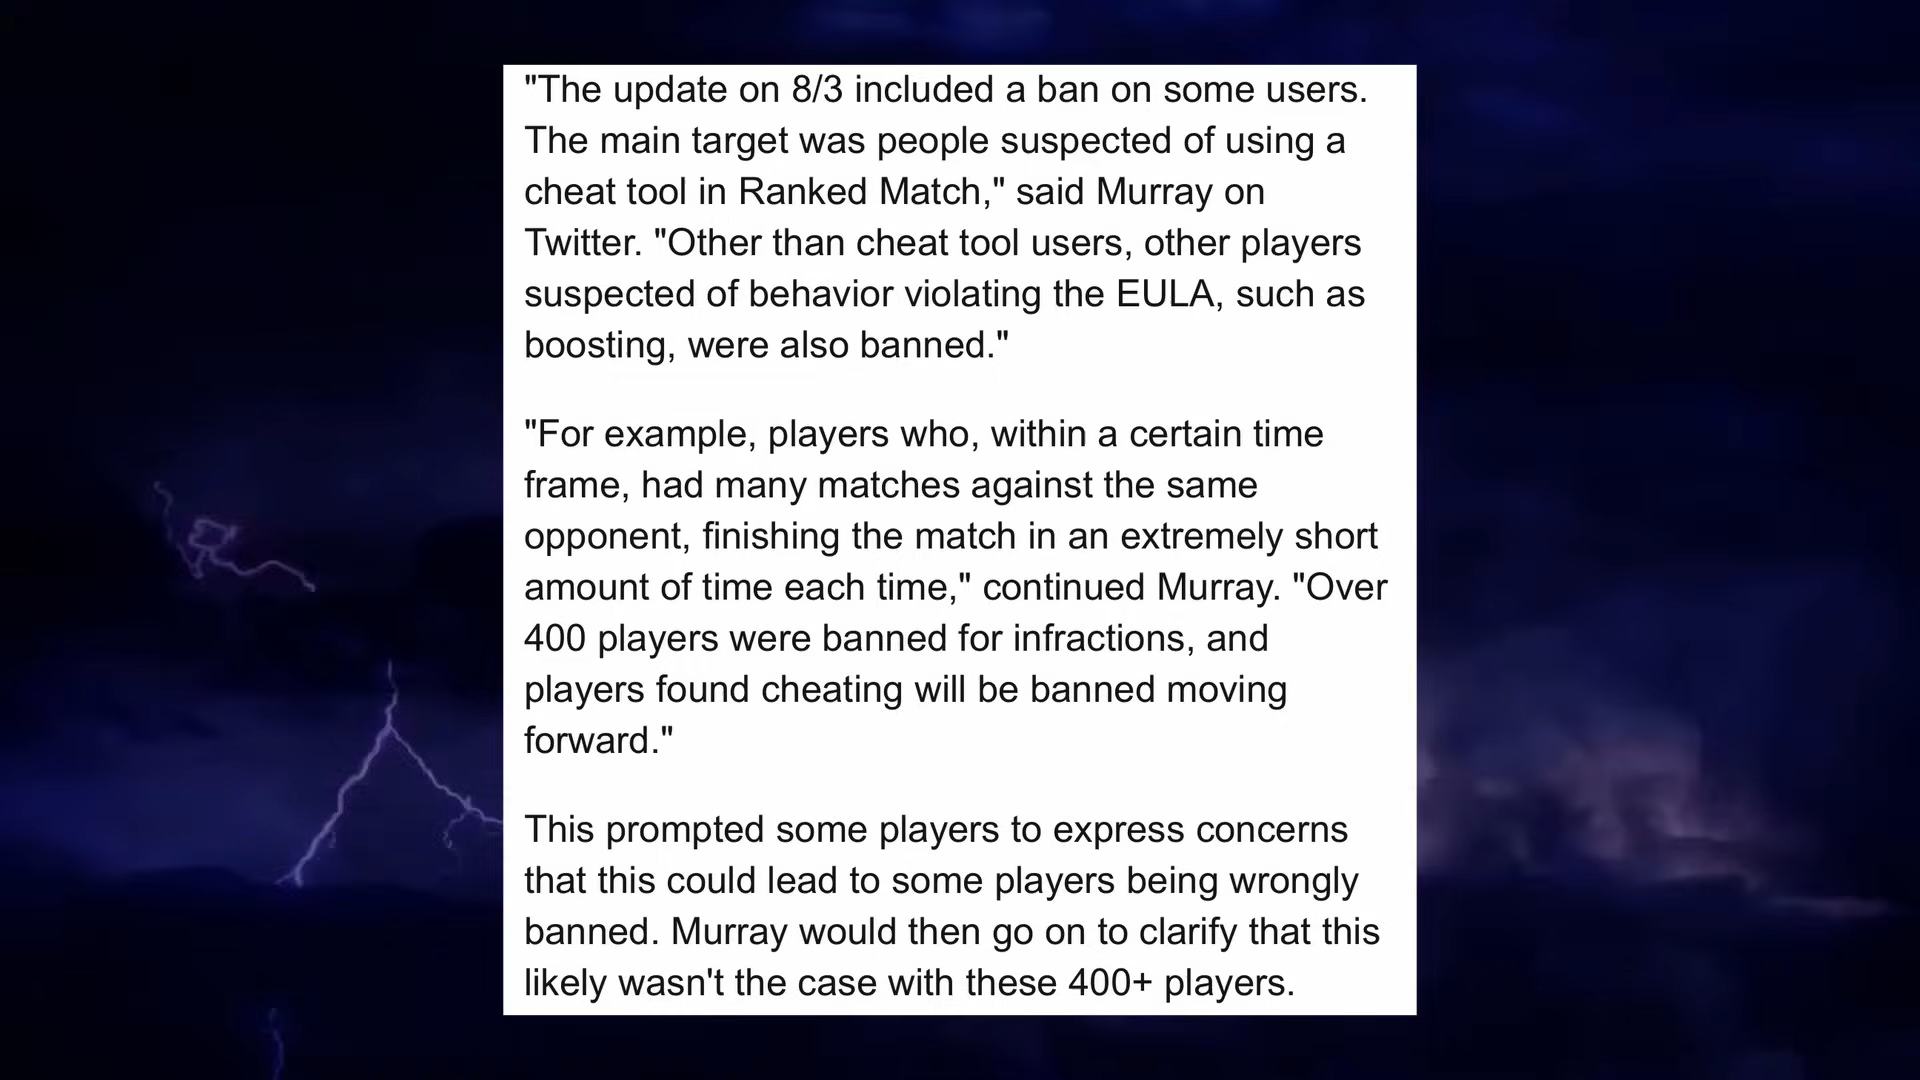 "The update on 8/3 included a ban on some users.
The main target was people suspected of using a
cheat tool in Ranked Match," said Murray on
Twitter. "Other than cheat tool users, other players
suspected of behavior violating the EULA, such as
boosting, were also banned."
"For example, players who, within a certain time
frame, had many matches against the same
opponent, finishing the match in an extremely short
amount of time each time," continued Murray. "Over
400 players were banned for infractions, and
players found cheating will be banned moving
forward."
This prompted some players to express concerns
that this could lead to some players being wrongly
banned. Murray would then go on to clarify that this
likely wasn't the case with these 400+ players.